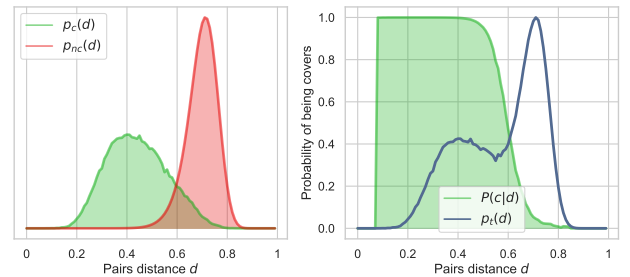 p_c(d)
p_nc(d)
0 0.2 0.4 0.6 0.8 1
Pairs distance d
Probability of being covers
1.0
0.8
0.6
0.4
0.2
0.0
P(c|d)
p_t(d)
0 0.2 0.4 0.6 0.8 1
Pairs distance d